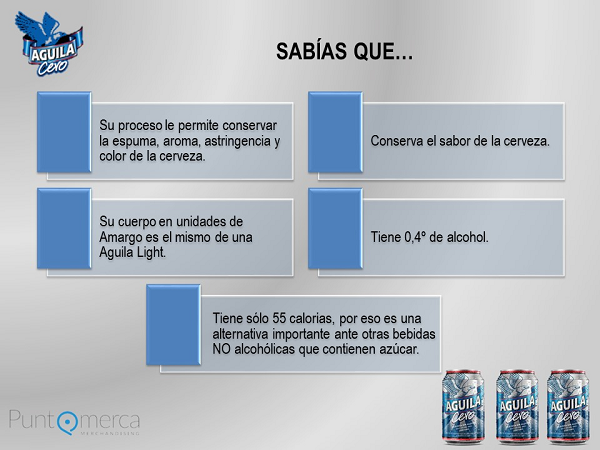 AGUILA
Cero
SABÍAS QUE…
Su proceso le permite conservar
la espuma, aroma, astringencia y
color de la cerveza.
Conserva el sabor de la cerveza.
Su cuerpo en unidades de
Amargo es el mismo de una
Aguila Light.
Tiene 0,4º de alcohol.
Tiene sólo 55 calorías, por eso es una
alternativa importante ante otras bebidas
NO alcohólicas que contienen azúcar.
AGUILA
Cero
AGUILA
Cero
AGUILA
Cero
Puntomerca
MERCHANDISING